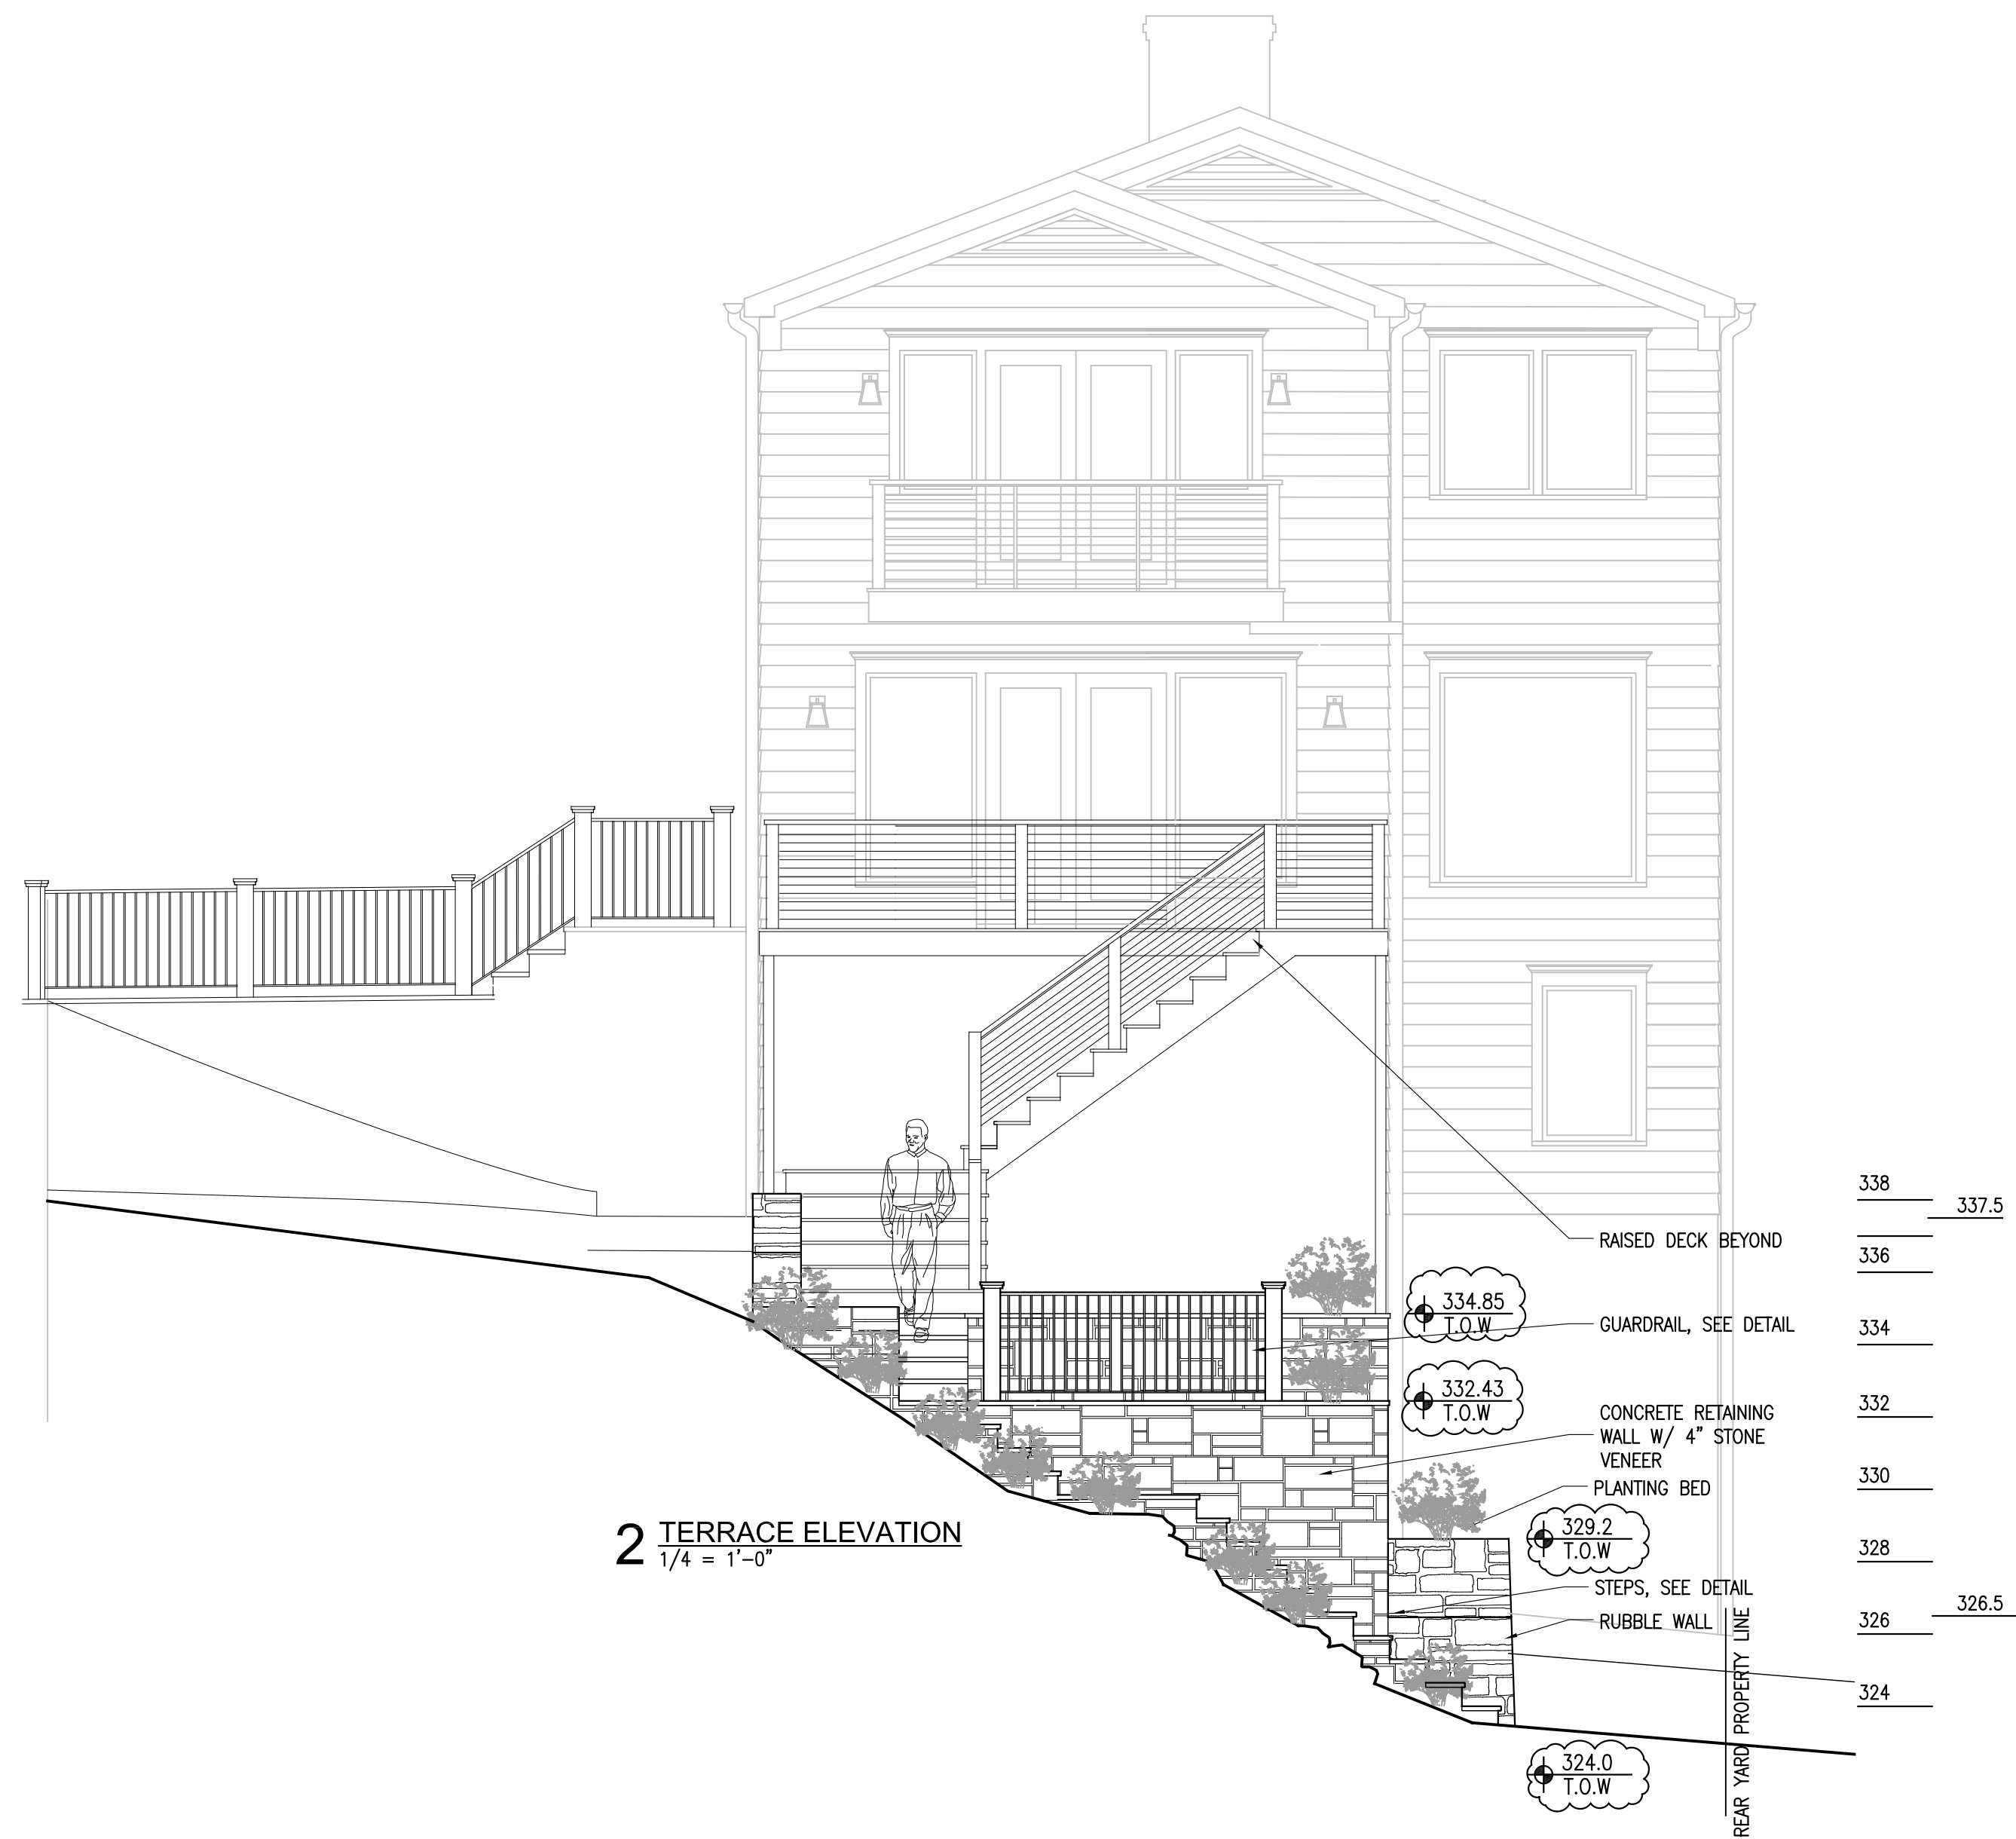 338
337.5
RAISED DECK BEYOND
336
334.85
T.O.W
GUARDRAIL, SEE DETAIL
334
332.43
T.O.W
332
CONCRETE RETAINING
WALL W/ 4" STONE
VENEER
330
PLANTING BED
2 TERRACE ELEVATION
1/4 = 1'-0"
329.2
T.O.W
328
STEPS, SEE DETAIL
326.5
RUBBLE WALL
326
REAR YARD PROPERTY LINE
324
324.0
T.O.W